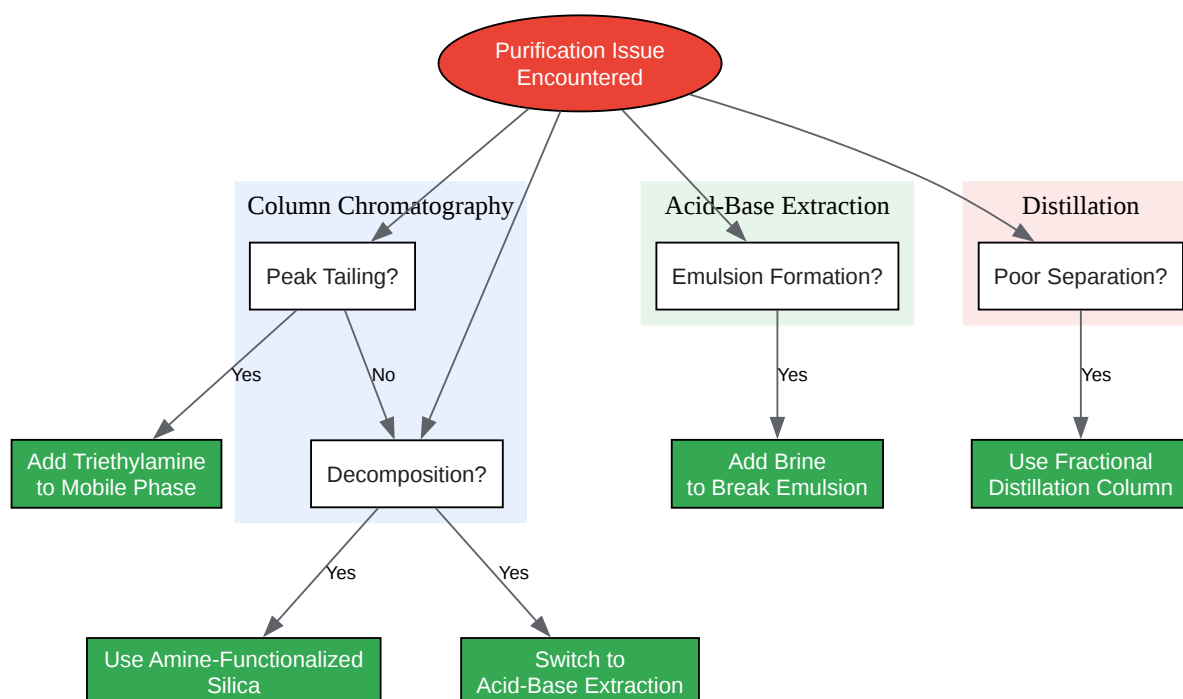 Purification Issue
Encountered
Column Chromatography
Acid-Base Extraction
Distillation
Peak Tailing?
Emulsion Formation?
Poor Separation?
Yes
No
Yes
Yes
Add Triethylamine
to Mobile Phase
Decomposition?
Add Brine
to Break Emulsion
Use Fractional
Distillation Column
Yes
Yes
Use Amine-Functionalized
Silica
Switch to
Acid-Base Extraction